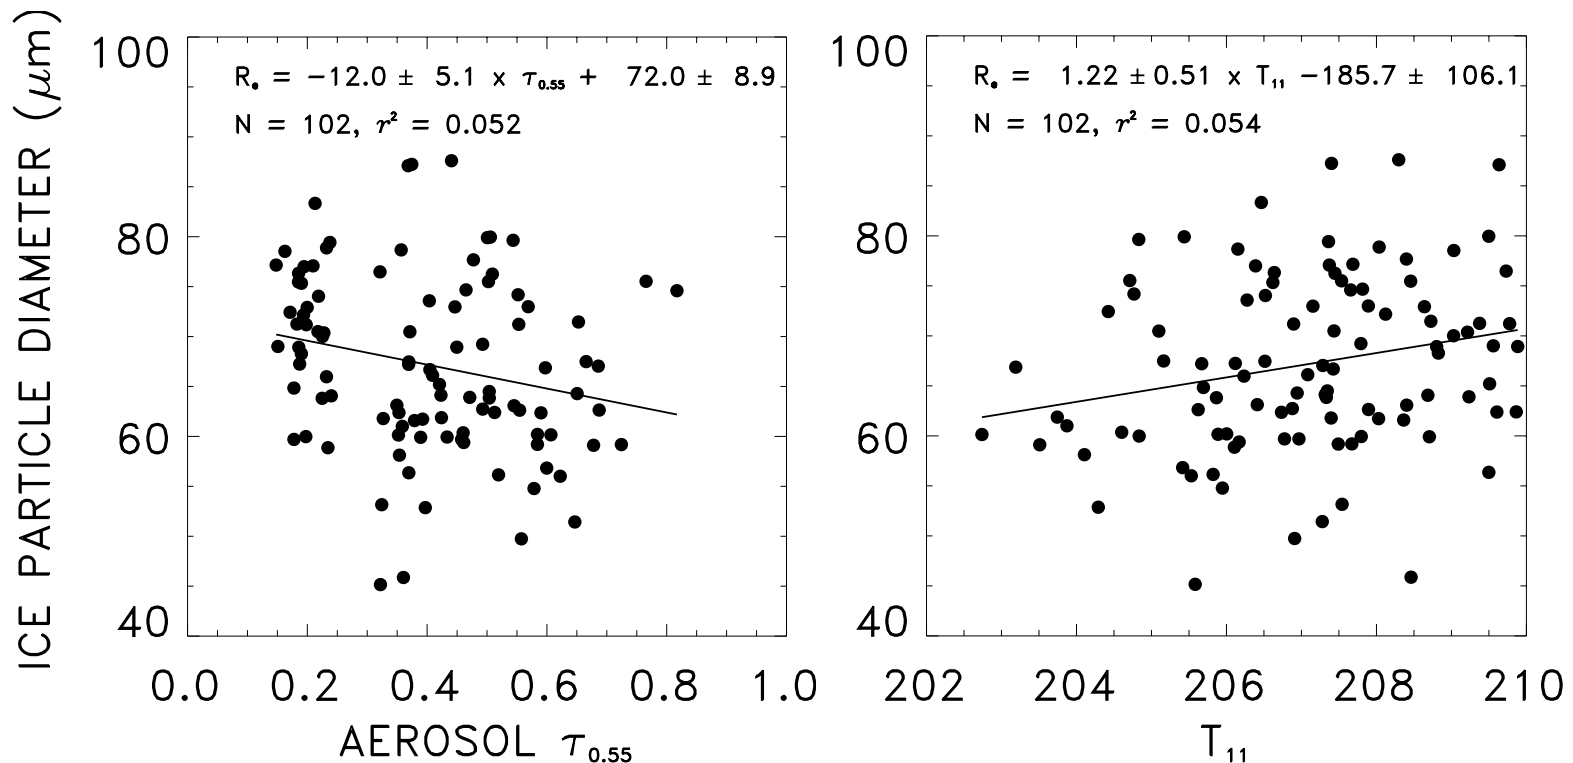 ICE PARTICLE DIAMETER (μm)
100
80
60
40
R_e = −12.0 ± 5.1 x τ_0.55 + 72.0 ± 8.9
N = 102, r² = 0.052
0.0 0.2 0.4 0.6 0.8 1.0
AEROSOL τ_0.55
100
80
60
40
R_e = 1.22 ± 0.51 x T_11 −185.7 ± 106.1
N = 102, r² = 0.054
202 204 206 208 210
T_11